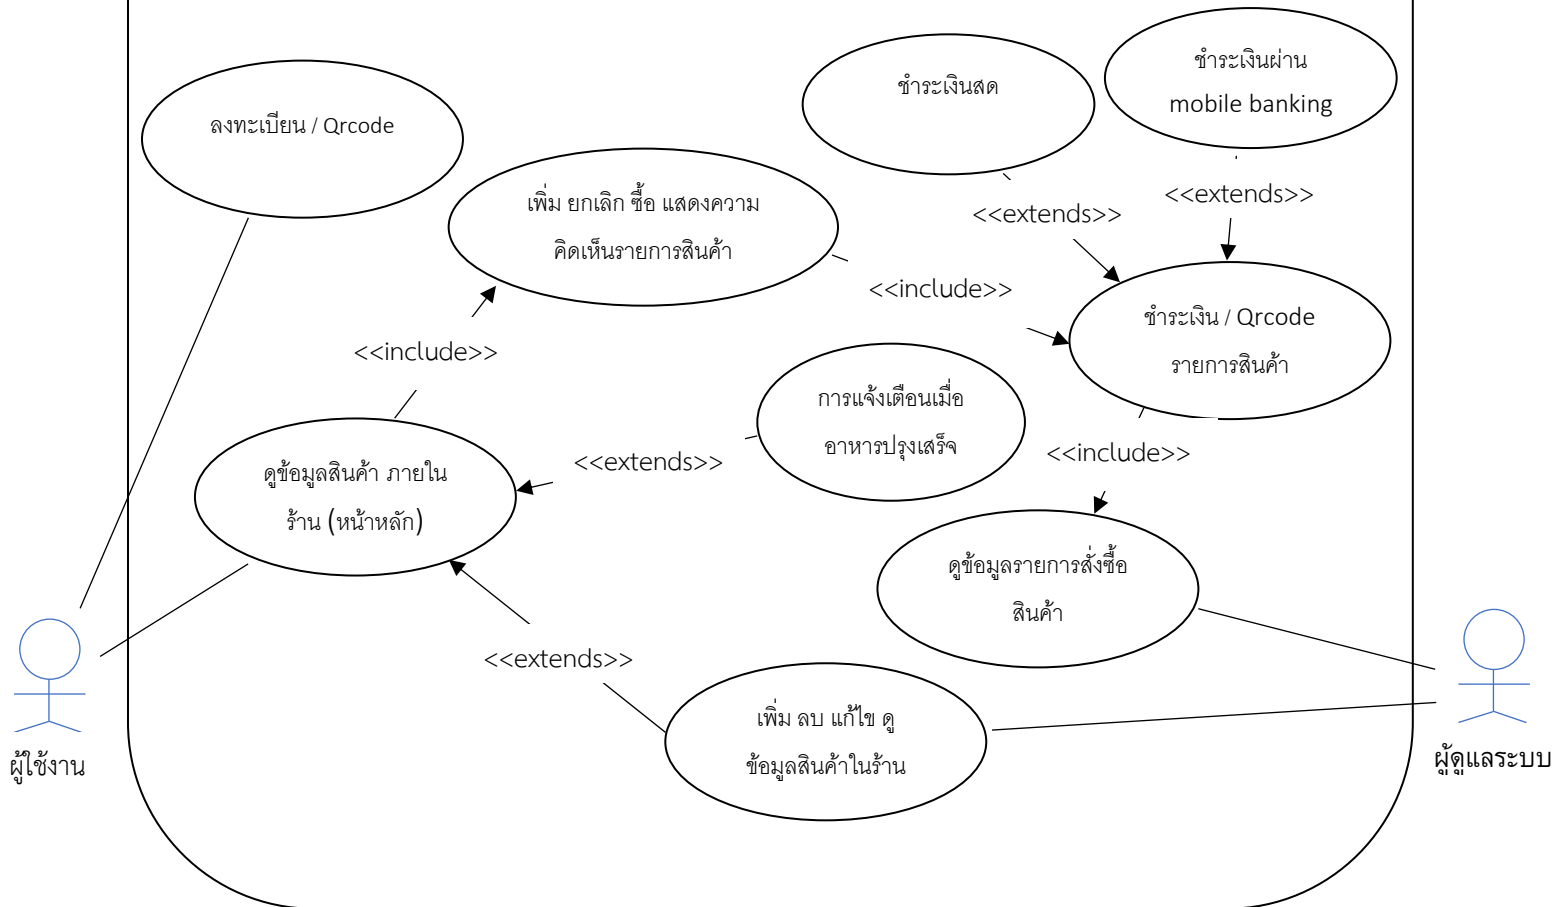 ชำระเงินผ่าน
mobile banking
ชำระเงินสด
ลงทะเบียน / Qrcode
<<extends>>
เพิ่ม ยกเลิก ซื้อ แสดงความ
คิดเห็นรายการสินค้า
<<extends>>
<<include>>
ชำระเงิน / Qrcode
รายการสินค้า
<<include>>
การแจ้งเตือนเมื่อ
อาหารปรุงเสร็จ
<<include>>
<<extends>>
ดูข้อมูลสินค้า ภายใน
ร้าน (หน้าหลัก)
ดูข้อมูลรายการสั่งซื้อ
สินค้า
<<extends>>
เพิ่ม ลบ แก้ไข ดู
ข้อมูลสินค้าในร้าน
ผู้ใช้งาน
ผู้ดูแลระบบ